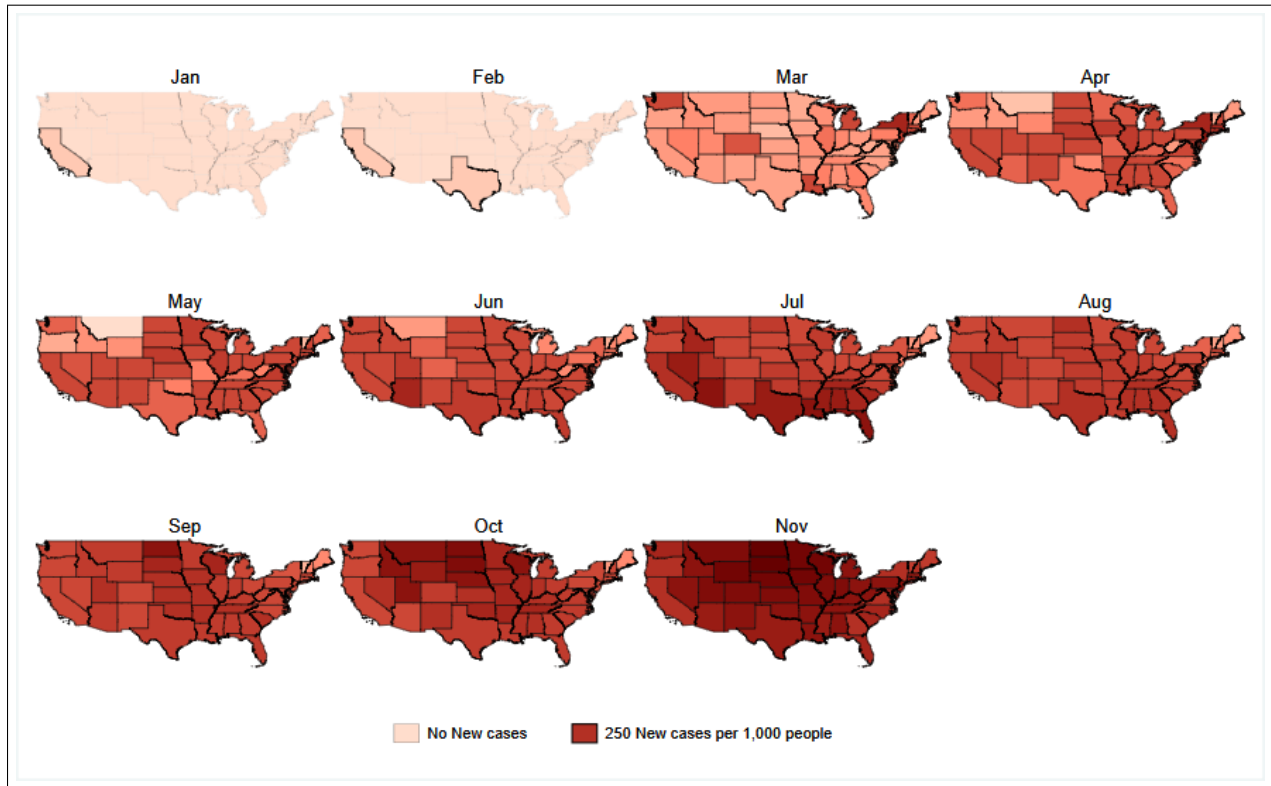 Jan
Feb
Mar
Apr
May
Jun
Jul
Aug
Sep
Oct
Nov
No New cases
250 New cases per 1,000 people